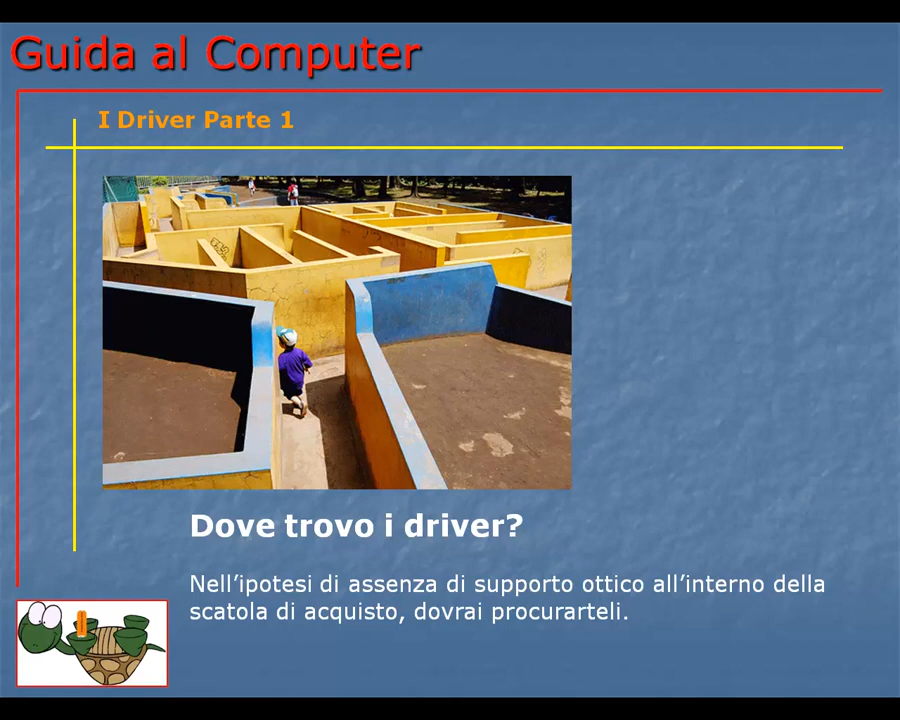 Guida al Computer
I Driver Parte 1
Dove trovo i driver?
Nell’ipotesi di assenza di supporto ottico all’interno della
scatola di acquisto, dovrai procurarteli.